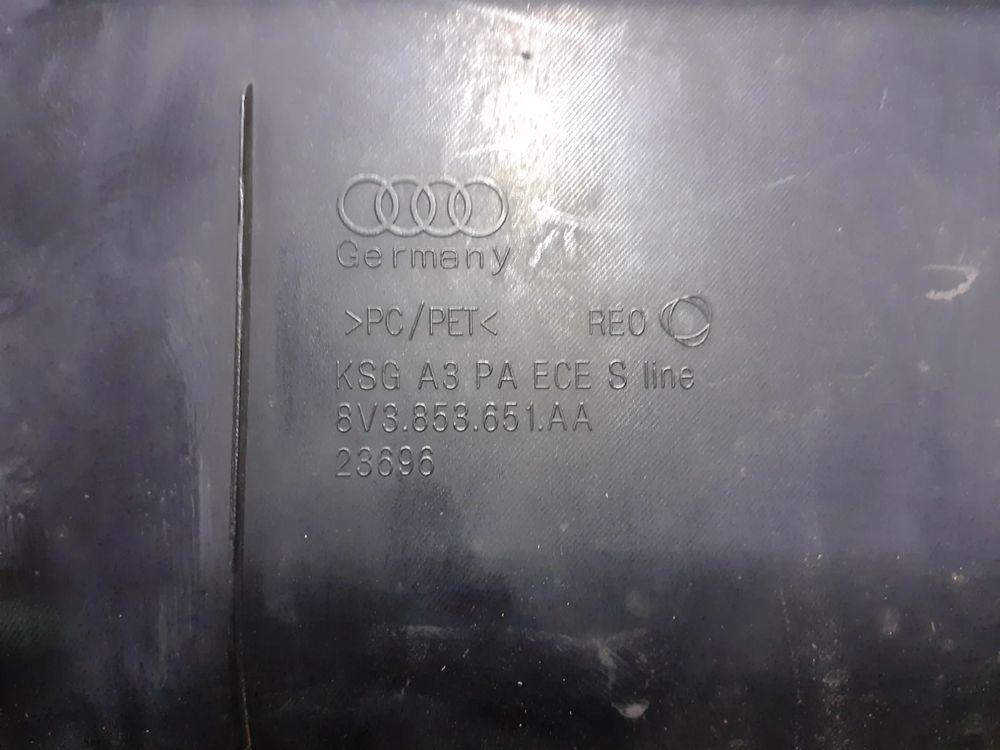 Germany
>PC/PET< REO
KSG A3 PA ECE S line
8V3.853.651.AA
23696